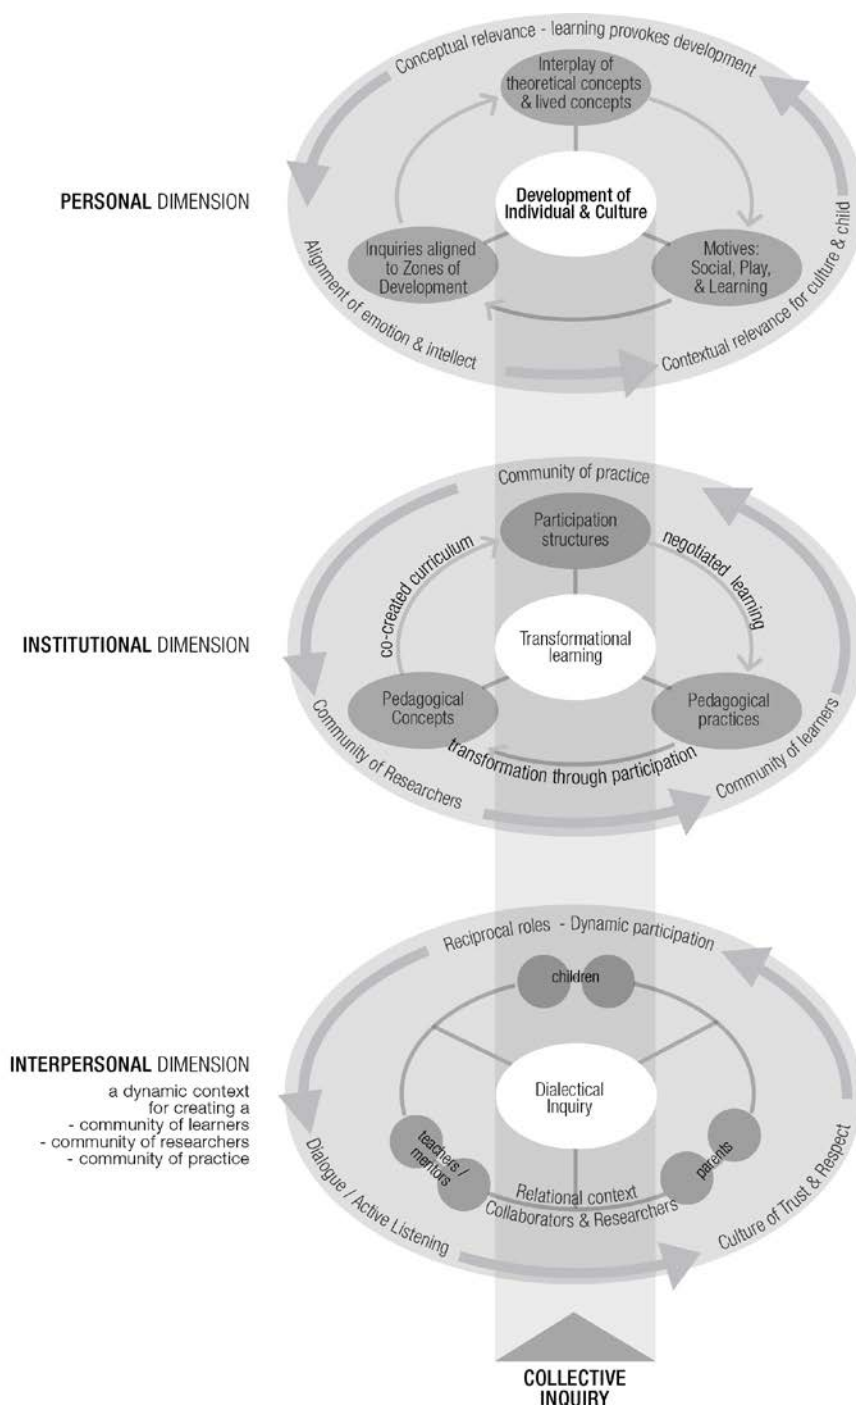 Conceptual relevance - learning provokes development
Interplay of
theoretical concepts
& lived concepts
PERSONAL DIMENSION
Development of
Individual & Culture
Inquiries aligned
to Zones of
Development
Motives:
Social, Play,
& Learning
Alignment of emotion & intellect
Contextual relevance for culture & child
Community of practice
Participation
structures
co-created curriculum
negotiated learning
INSTITUTIONAL DIMENSION
Transformational
learning
Pedagogical
Concepts
Pedagogical
practices
transformation through participation
Community of Researchers
Community of learners
Reciprocal roles - Dynamic participation
children
INTERPERSONAL DIMENSION
a dynamic context
for creating a
- community of learners
- community of researchers
- community of practice
Dialectical
Inquiry
teachers /
mentors
parents
Relational context
Collaborators & Researchers
Dialogue / Active Listening
Culture of Trust & Respect
COLLECTIVE
INQUIRY